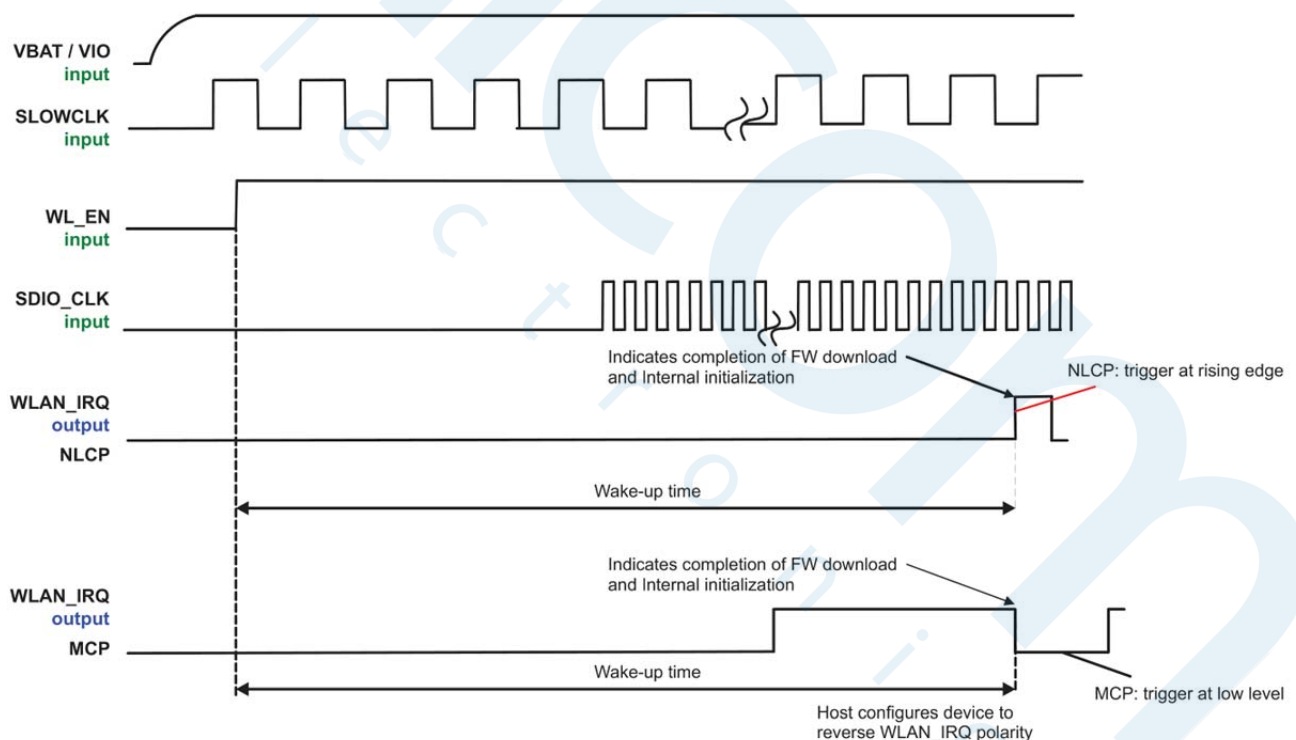 VBAT / VIO
input
SLOWCLK
input
WL_EN
input
SDIO_CLK
input
Indicates completion of FW download
and Internal initialization
NLCP: trigger at rising edge
WLAN_IRQ
output
NLCP
Wake-up time
Indicates completion of FW download
and Internal initialization
WLAN_IRQ
output
MCP
Wake-up time
MCP: trigger at low level
Host configures device to
reverse WLAN_IRQ polarity